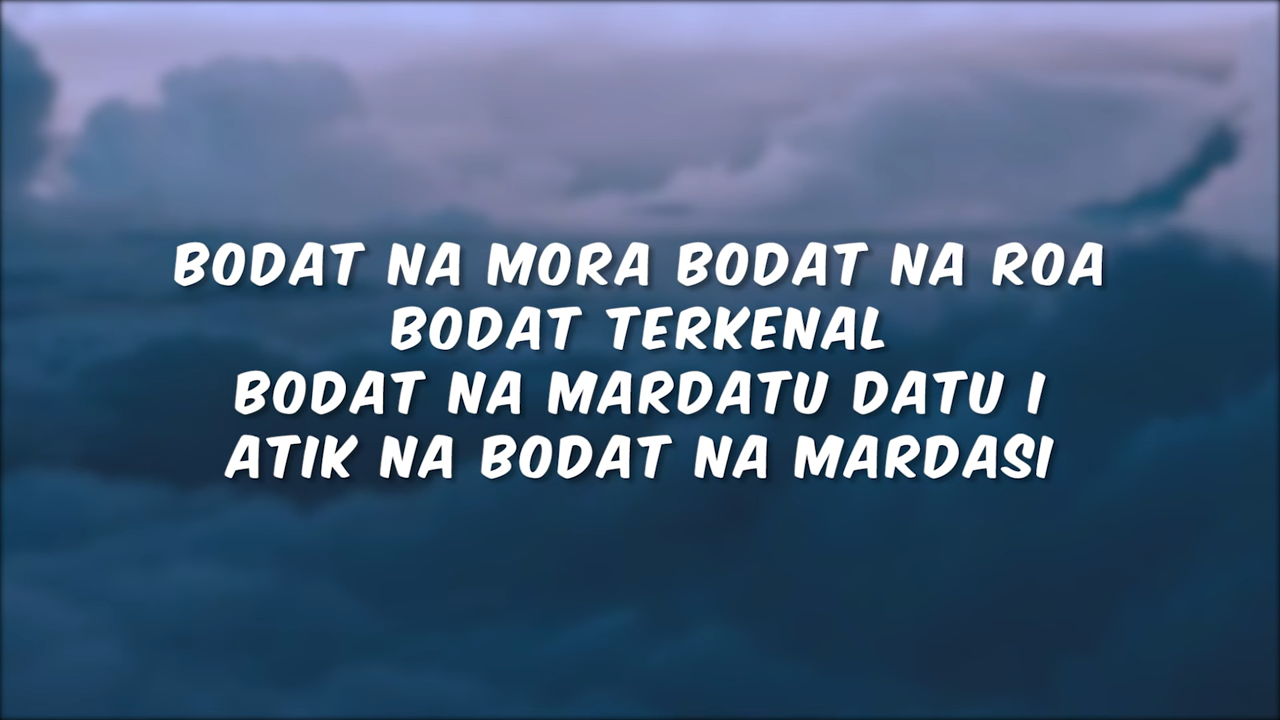 BODAT NA MORA BODAT NA ROA
BODAT TERKENAL
BODAT NA MARDATU DATU I
ATIK NA BODAT NA MARDASI